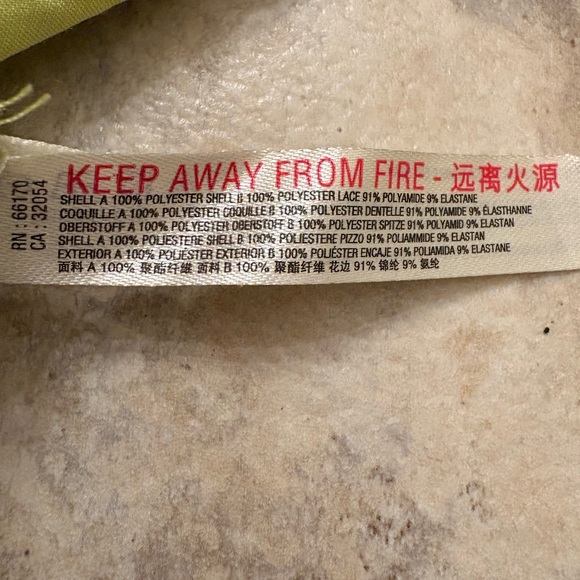 RN : 66170
CA : 32054
KEEP AWAY FROM FIRE - 远离火源
SHELL A 100% POLYESTER SHELL B 100% POLYESTER LACE 91% POLYAMIDE 9% ELASTANE
COQUILLE A 100% POLYESTER COQUILLE B 100% POLYESTER DENTELLE 91% POLYAMIDE 9% ÉLASTHANNE
OBERSTOFF A 100% POLYESTER OBERSTOFF B 100% POLYESTER SPITZE 91% POLYAMID 9% ELASTAN
SHELL A 100% POLIESTERE SHELL B 100% POLIESTERE PIZZO 91% POLIAMMIDE 9% ELASTAN
EXTERIOR A 100% POLIÉSTER EXTERIOR B 100% POLIÉSTER ENCAJE 91% POLIAMIDA 9% ELASTANE
面料 A 100% 聚酯纤维 面料 B 100% 聚酯纤维 花边 91% 锦纶 9% 氨纶